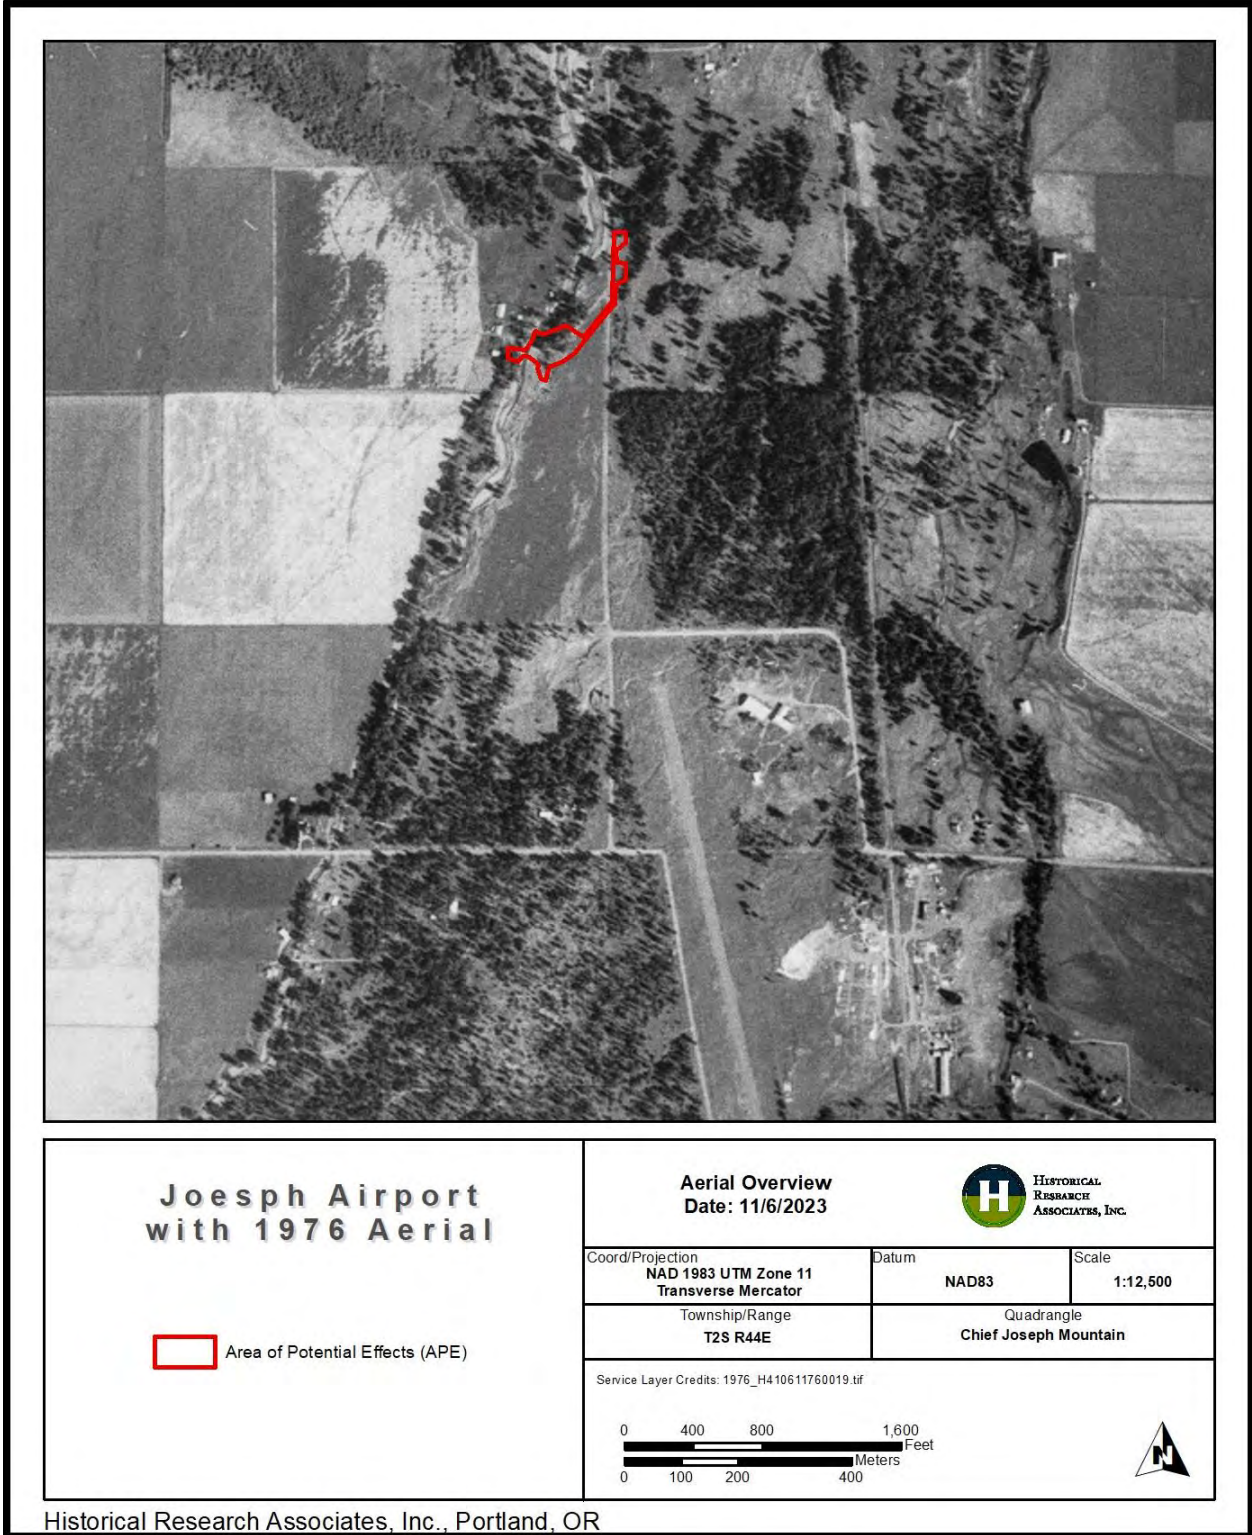 Joesph Airport
with 1976 Aerial
Area of Potential Effects (APE)
Aerial Overview
Date: 11/6/2023
H
HISTORICAL
RESEARCH
ASSOCIATES, INC.
Coord/Projection
NAD 1983 UTM Zone 11
Transverse Mercator
Datum
NAD83
Scale
1:12,500
Township/Range
T2S R44E
Quadrangle
Chief Joseph Mountain
Service Layer Credits: 1976_H410611760019.tif
0 400 800 1,600
Feet
Meters
0 100 200 400
N
Historical Research Associates, Inc., Portland, OR